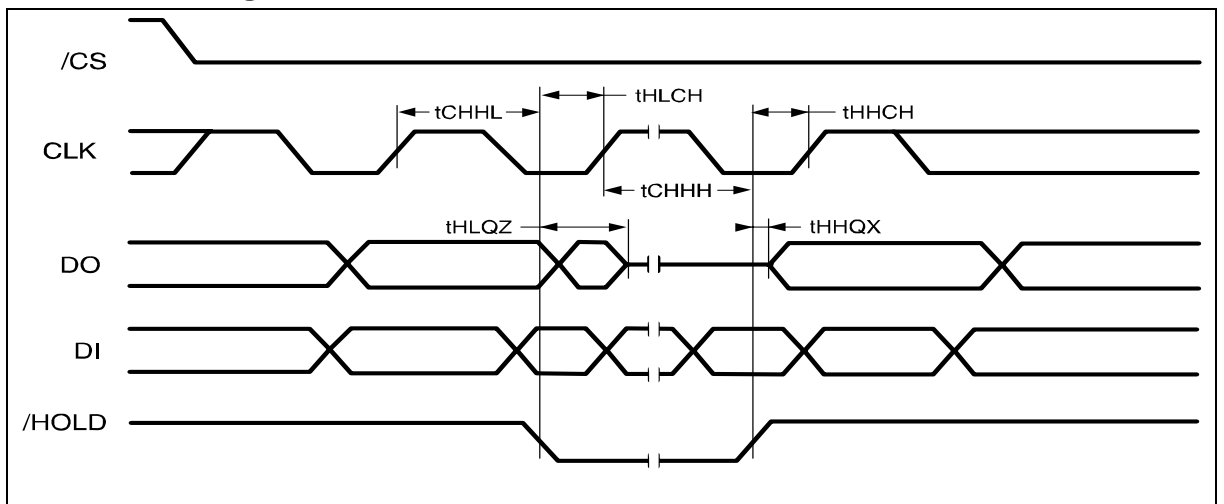 /CS
tHLCH
tCHHL
tHHCH
CLK
tCHHH
tHLQZ
tHHQX
DO
DI
/HOLD